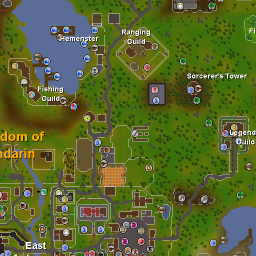 Hemenster
Ranging
Guild
Sorcerer's Tower
Fishing
Guild
Legend
Guild
dom of
ndarin
East